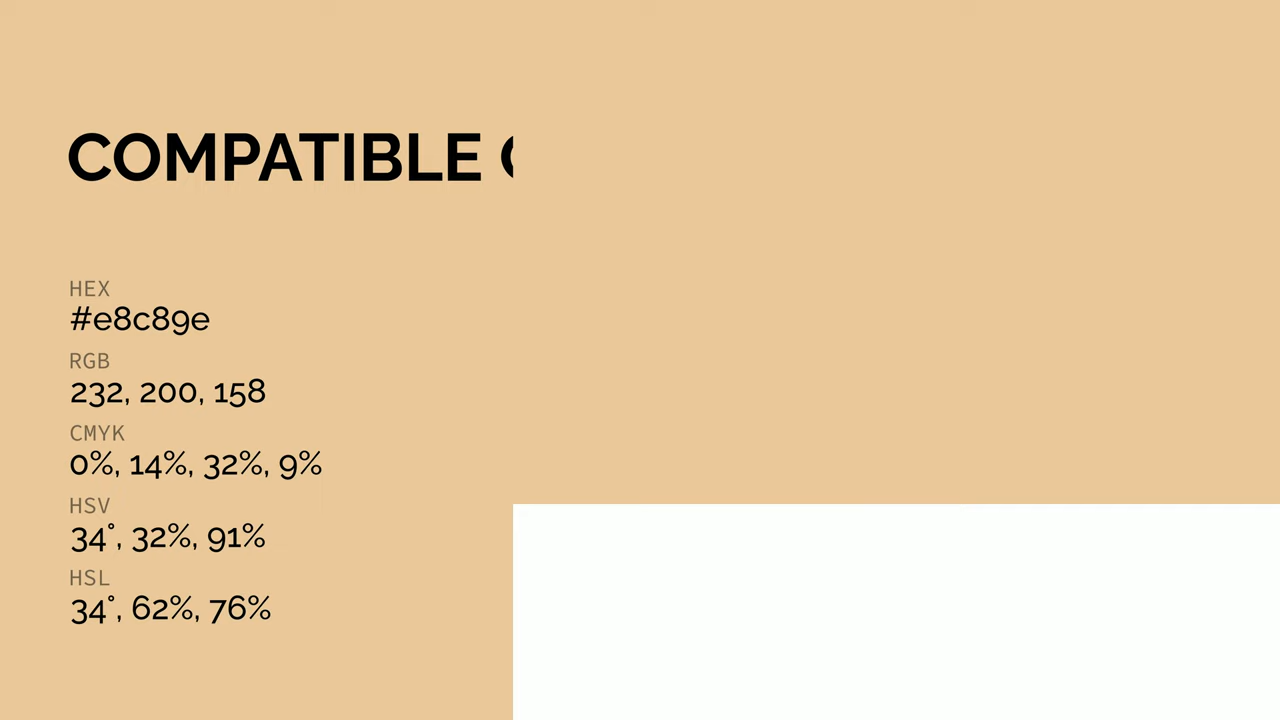 COMPATIBLE
HEX
#e8c89e
RGB
232, 200, 158
CMYK
0%, 14%, 32%, 9%
HSV
34°, 32%, 91%
HSL
34°, 62%, 76%